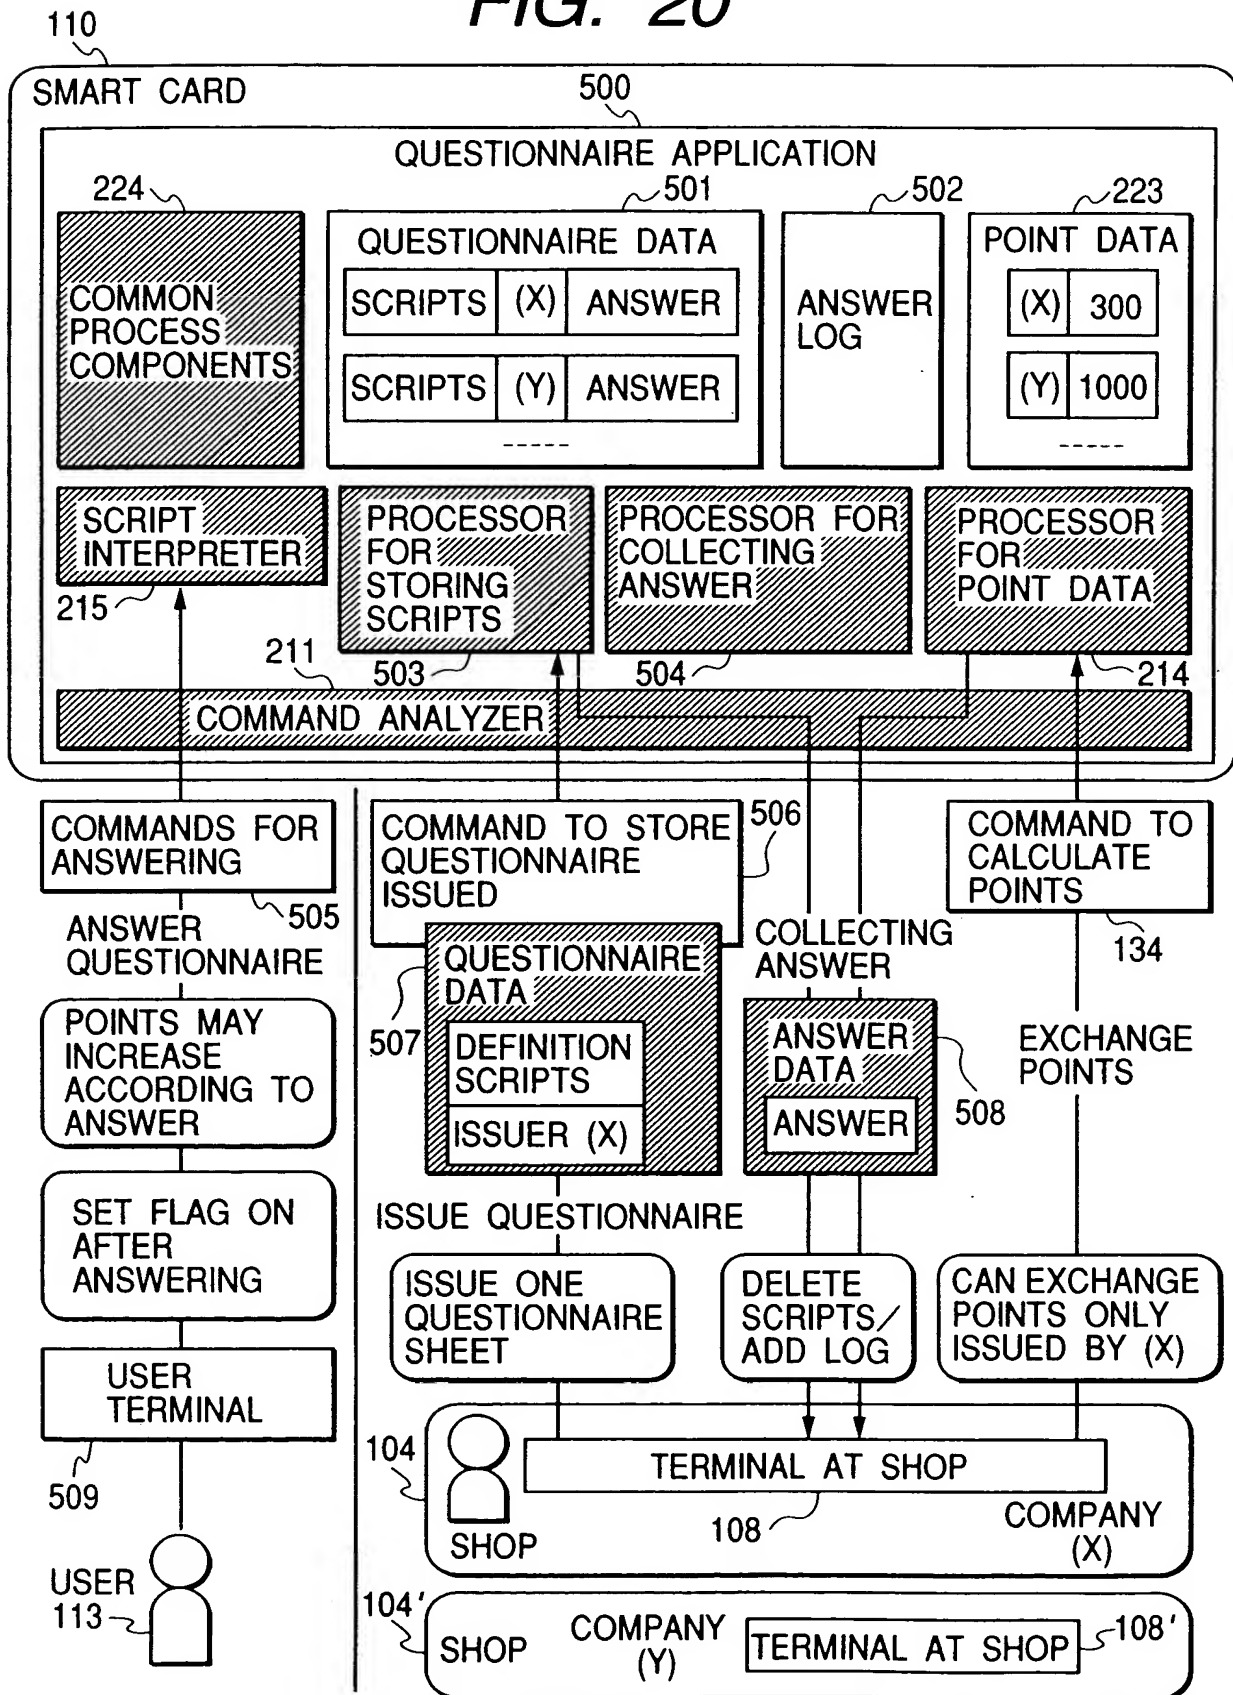 FIG. 20
110
SMART CARD
500
QUESTIONNAIRE APPLICATION
224
501
502
223
COMMON
PROCESS
COMPONENTS
QUESTIONNAIRE DATA
SCRIPTS (X) ANSWER
SCRIPTS (Y) ANSWER
-----
ANSWER
LOG
POINT DATA
(X) 300
(Y) 1000
-----
SCRIPT
INTERPRETER
215
PROCESSOR
FOR
STORING
SCRIPTS
503
PROCESSOR FOR
COLLECTING
ANSWER
504
PROCESSOR
FOR
POINT DATA
214
211
COMMAND ANALYZER
COMMANDS FOR
ANSWERING
505
ANSWER
QUESTIONNAIRE
POINTS MAY
INCREASE
ACCORDING TO
ANSWER
SET FLAG ON
AFTER
ANSWERING
USER
TERMINAL
509
USER
113
COMMAND TO STORE
QUESTIONNAIRE
ISSUED
506
QUESTIONNAIRE
DATA
507
DEFINITION
SCRIPTS
ISSUER (X)
ISSUE QUESTIONNAIRE
ISSUE ONE
QUESTIONNAIRE
SHEET
COLLECTING
ANSWER
ANSWER
DATA
ANSWER
508
DELETE
SCRIPTS/
ADD LOG
COMMAND TO
CALCULATE
POINTS
134
EXCHANGE
POINTS
CAN EXCHANGE
POINTS ONLY
ISSUED BY (X)
104
TERMINAL AT SHOP
108
SHOP
COMPANY
(X)
104'
SHOP
COMPANY
(Y)
TERMINAL AT SHOP
108'